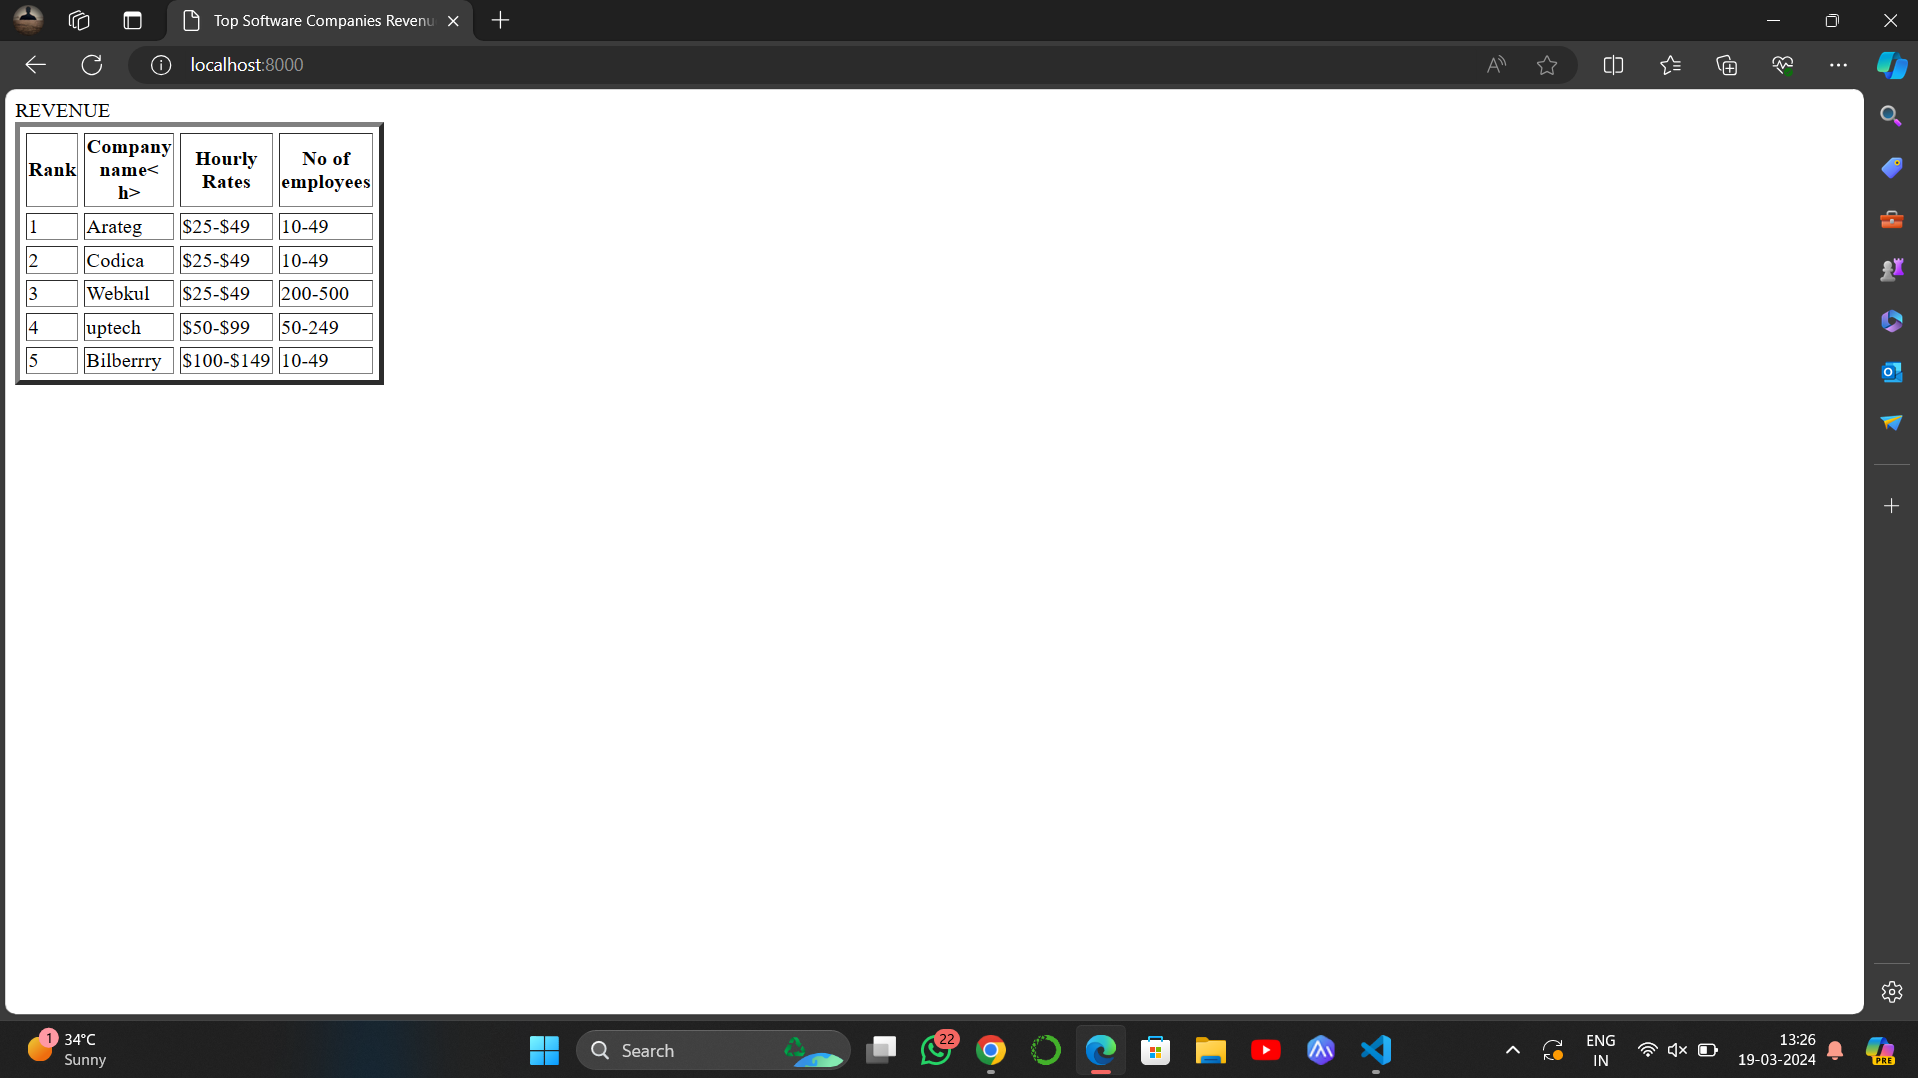 Top Software Companies Revenu
localhost:8000
REVENUE
Rank
Company
name<
h>
Hourly
Rates
No of
employees
1 Arateg $25-$49 10-49
2 Codica $25-$49 10-49
3 Webkul $25-$49 200-500
4 uptech $50-$99 50-249
5 Bilberrry $100-$149 10-49
1
34°C
Sunny
Search
22
ENG
IN
13:26
19-03-2024
PRE